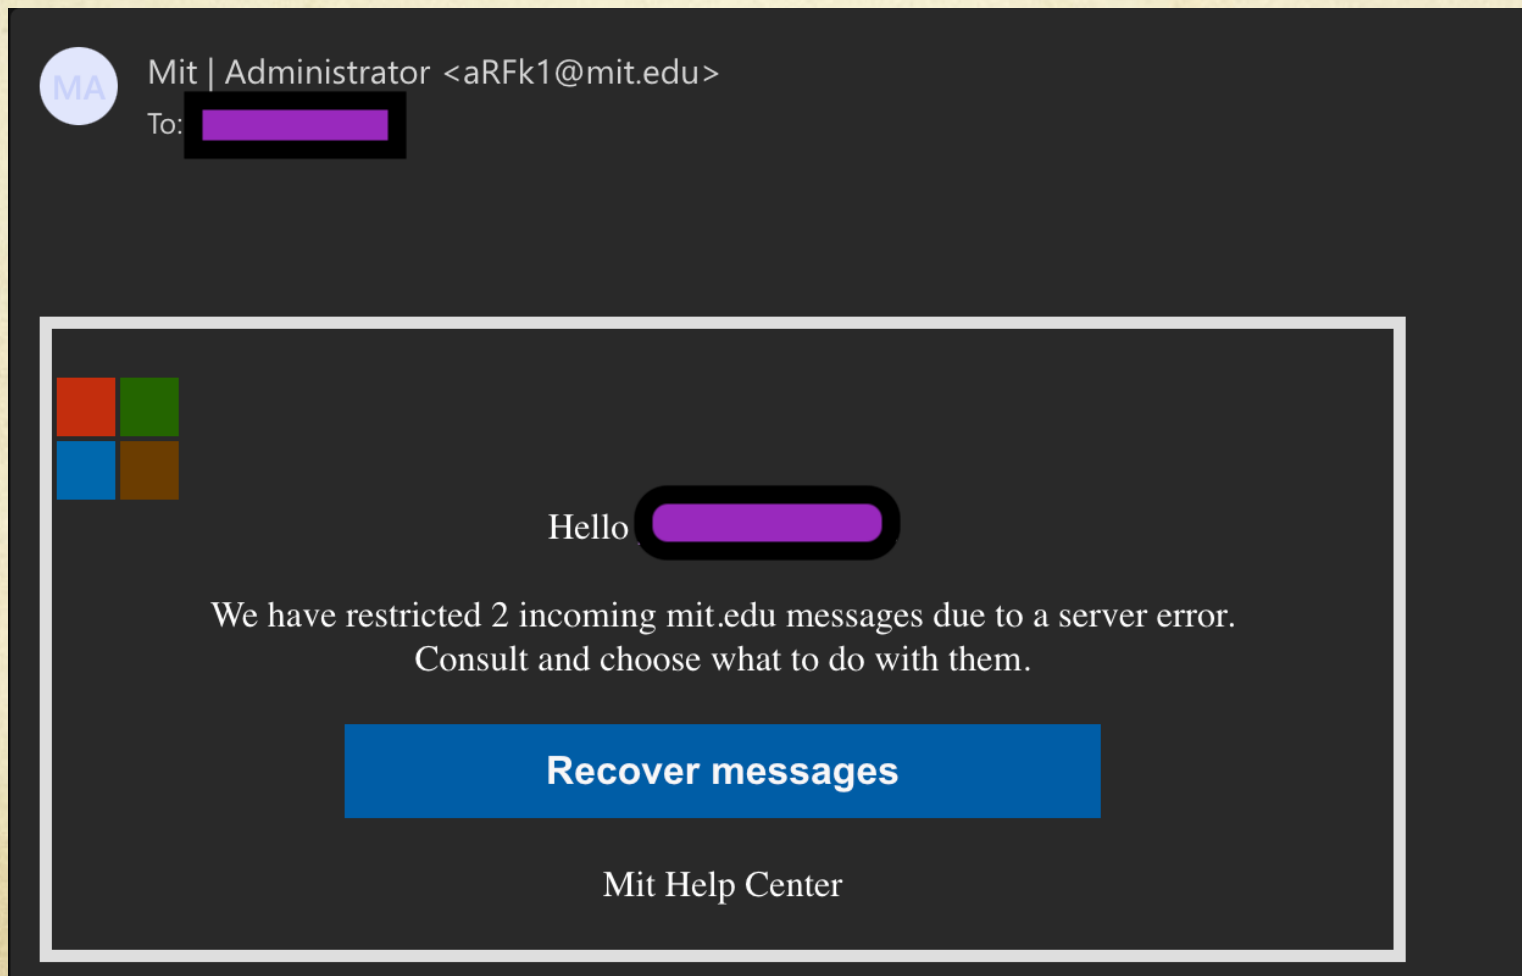 MA
Mit | Administrator <aRFk1@mit.edu>
To:
Hello
We have restricted 2 incoming mit.edu messages due to a server error.
Consult and choose what to do with them.
Recover messages
Mit Help Center